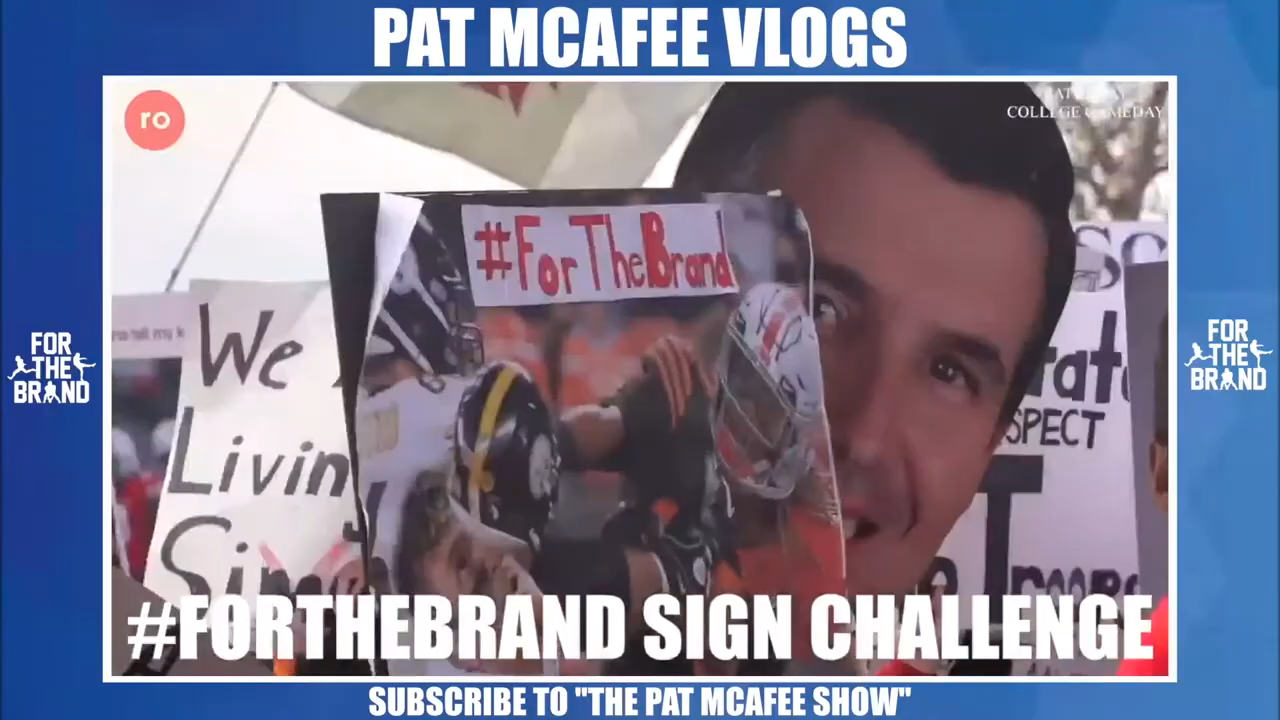 PAT MCAFEE VLOGS
ro
COLLEGE GAMEDAY
#ForTheBrand
We
Living
SPECT
FOR
THE
BRAND
FOR
THE
BRAND
#FORTHEBRAND SIGN CHALLENGE
SUBSCRIBE TO "THE PAT MCAFEE SHOW"